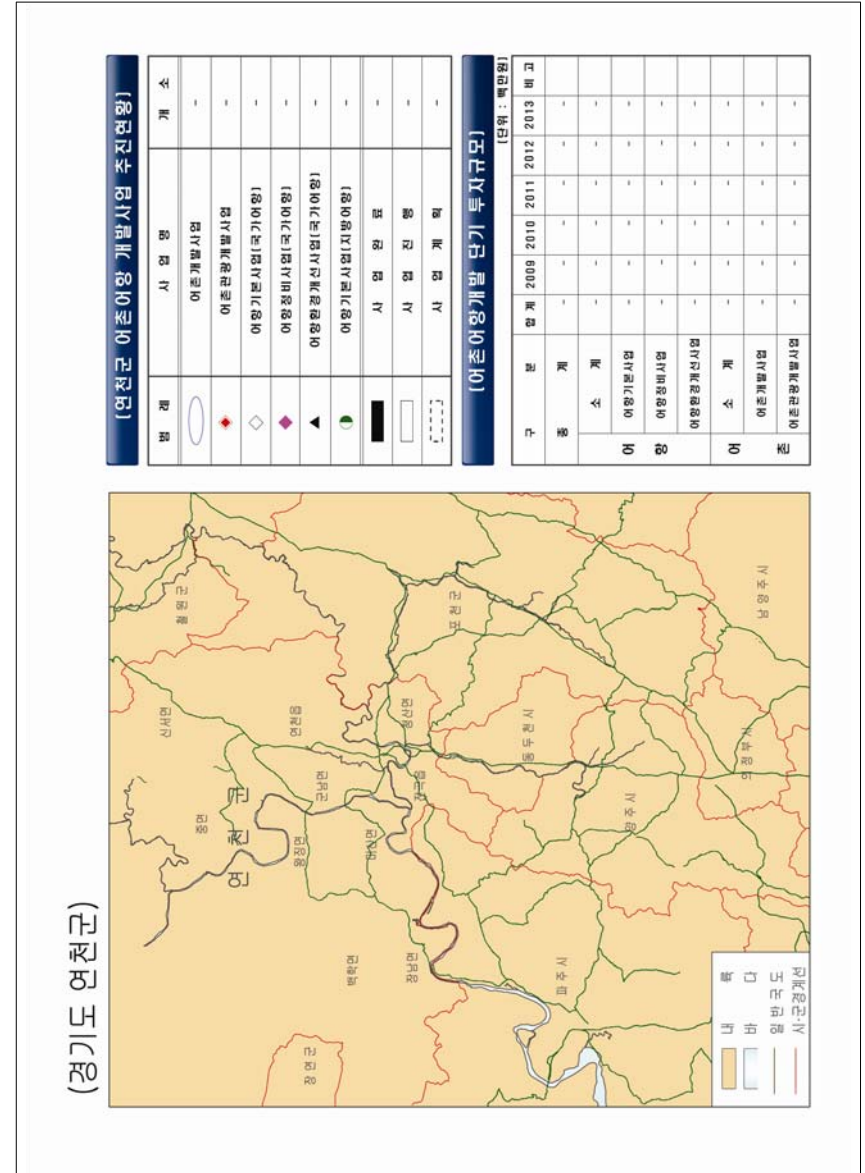 (경기도 연천군)
철원군
신서면
연천읍
중면
연 천 군
군남면
왕징면
미산면
백학면
장남면
전곡읍
청산면
포천군
동두천시
장연군
파주시
양주시
의정부시
남양주시
내 륙
바 다
일반국도
시·군경계선
[연천군 어촌어항 개발사업 추진현황]
범 례 사 업 명 개 소
어촌개발사업 -
어촌관광개발사업 -
어항기본사업[국가어항] -
어항정비사업[국가어항] -
어항환경개선사업[국가어항] -
어항기본사업[지방어항] -
사 업 완 료 -
사 업 진 행 -
사 업 계 획 -
[어촌어항개발 단기 투자규모]
[단위 : 백만원]
구 분 합 계 2009 2010 2011 2012 2013 비 고
총 계 - - - - - -
어 항 소 계 - - - - - -
어항기본사업 - - - - - -
어항정비사업 - - - - - -
어항환경개선사업 - - - - - -
어 촌 소 계 - - - - - -
어촌개발사업 - - - - - -
어촌관광개발사업 - - - - - -